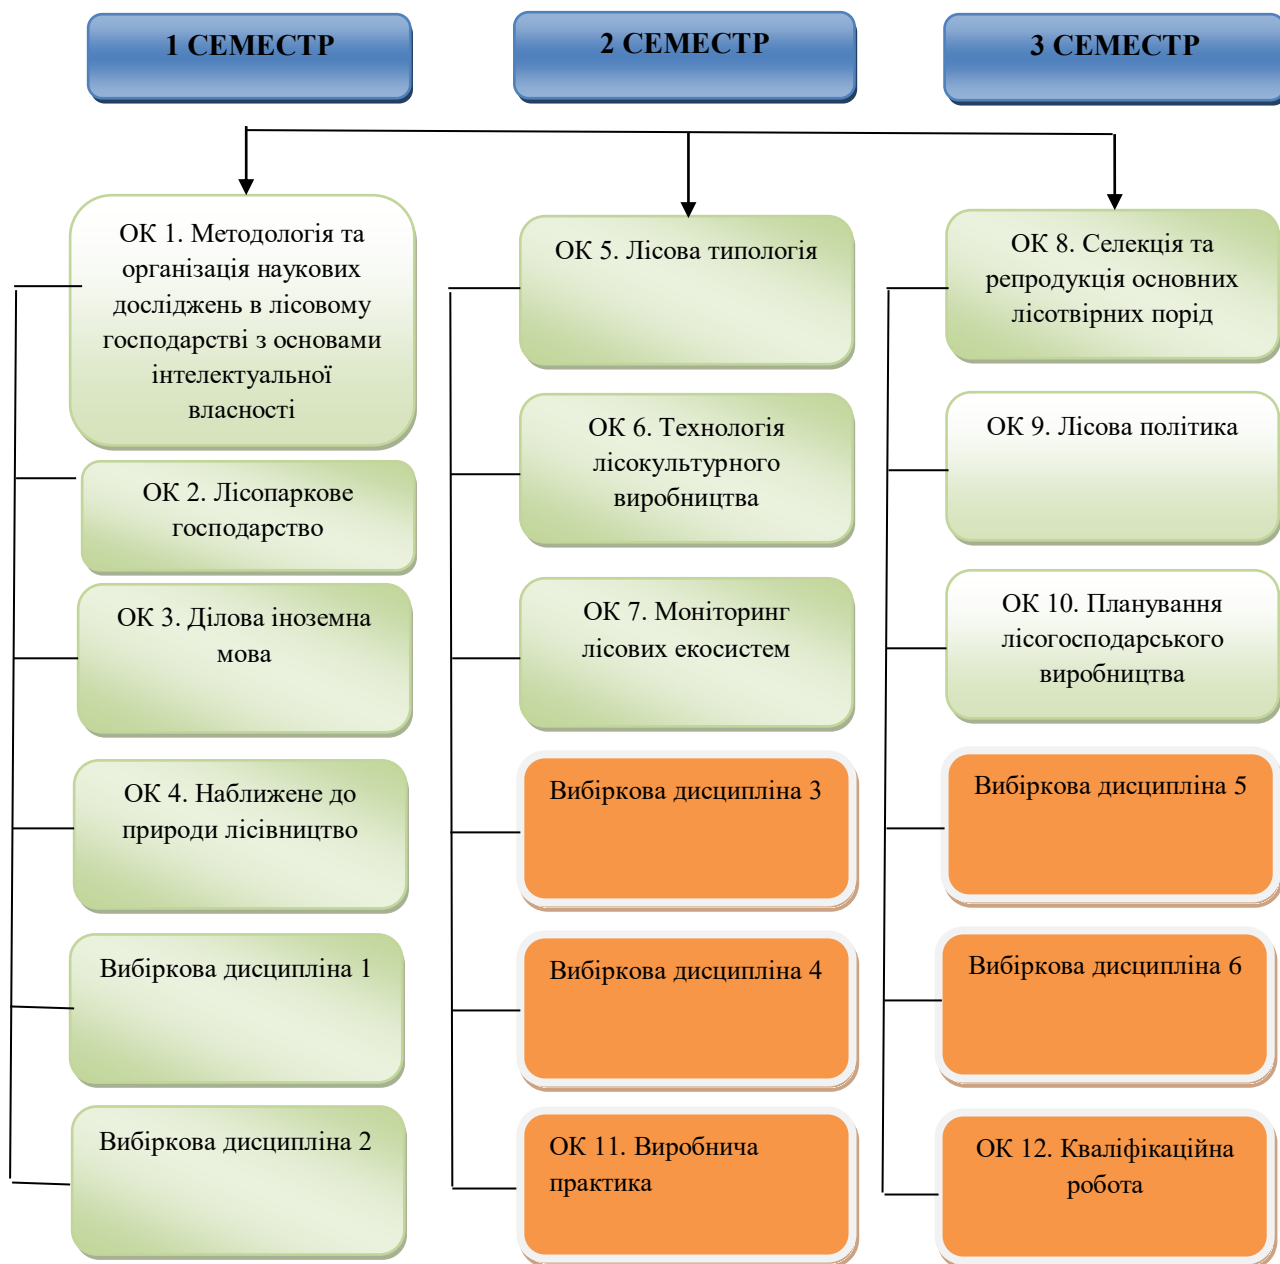 1 СЕМЕСТР
2 СЕМЕСТР
3 СЕМЕСТР
ОК 1. Методологія та
організація наукових
досліджень в лісовому
господарстві з основами
інтелектуальної
власності
ОК 2. Лісопаркове
господарство
ОК 3. Ділова іноземна
мова
ОК 4. Наближене до
природи лісівництво
Вибіркова дисципліна 1
Вибіркова дисципліна 2
ОК 5. Лісова типологія
ОК 6. Технологія
лісокультурного
виробництва
ОК 7. Моніторинг
лісових екосистем
Вибіркова дисципліна 3
Вибіркова дисципліна 4
ОК 11. Виробнича
практика
ОК 8. Селекція та
репродукція основних
лісотвірних порід
ОК 9. Лісова політика
ОК 10. Планування
лісогосподарського
виробництва
Вибіркова дисципліна 5
Вибіркова дисципліна 6
ОК 12. Кваліфікаційна
робота